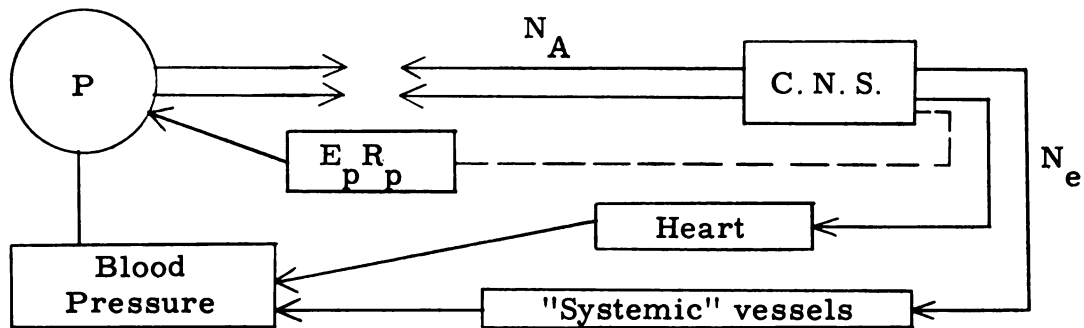 N_A
P
C. N. S.
E_p R_p
N_e
Heart
Blood
Pressure
"Systemic" vessels